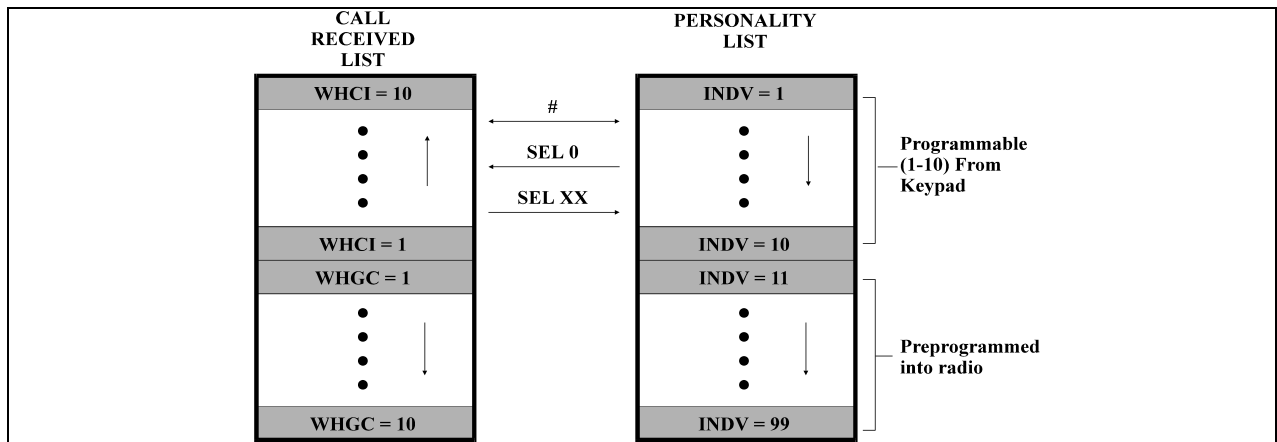 CALL
RECEIVED
LIST
PERSONALITY
LIST
WHCI = 10
INDV = 1
#
SEL 0
SEL XX
Programmable
(1-10) From
Keypad
WHCI = 1
INDV = 10
WHGC = 1
INDV = 11
Preprogrammed
into radio
WHGC = 10
INDV = 99